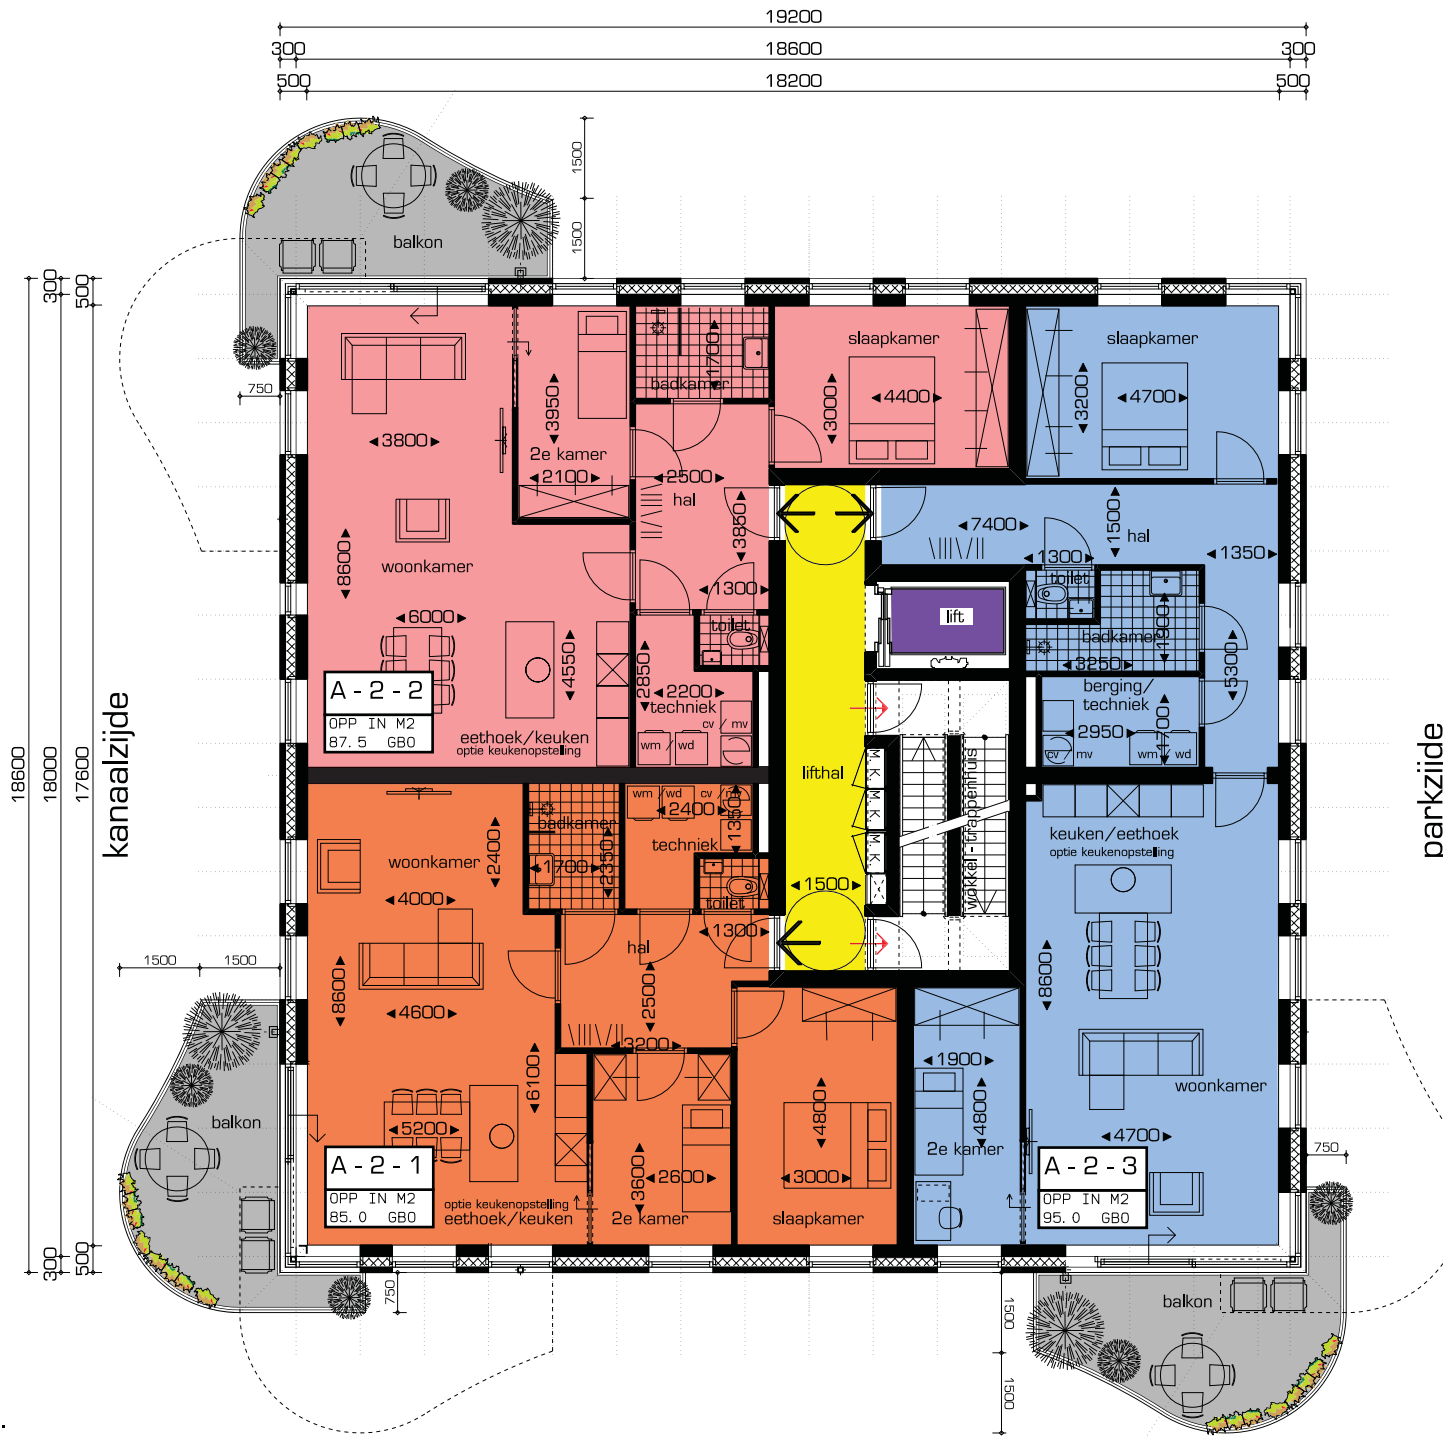 19200
300 18600 300
500 18200 500
1500
1500
balkon
300
500
750
slaapkamer
slaapkamer
1700
badkamer
3950
3000
4400
3200
4700
3800
2e kamer
2100
2500
hal
3850
7400
1500
hal
1350
8600
woonkamer
1300
1300
toilet
toilet
lift
6000
4550
2850
badkamer
1900
3250
5300
A - 2 - 2
OPP IN M2
87.5 GBO
2200
techniek
cv / mv
wm / wd
eethoek/keuken
optie keukenopstelling
berging/
techniek
2950
1700
cv / mv
wm / wd
kanaalzijde
parkzijde
18600
18000
17600
lifthal
M.K.
M.K.
M.K.
wokkel - trappenhuis
wm / wd
cv / mv
2400
1350
badkamer
techniek
woonkamer
2400
1700
2350
4000
toilet
1300
1500
keuken/eethoek
optie keukenopstelling
hal
1500 1500
8600
4600
2500
3200
8600
6100
1900
4800
4800
woonkamer
balkon
5200
4700
2e kamer
750
A - 2 - 1
OPP IN M2
85.0 GBO
3600
2600
3000
A - 2 - 3
OPP IN M2
95.0 GBO
optie keukenopstelling
eethoek/keuken
2e kamer
slaapkamer
500
300
750
1500
1500
balkon